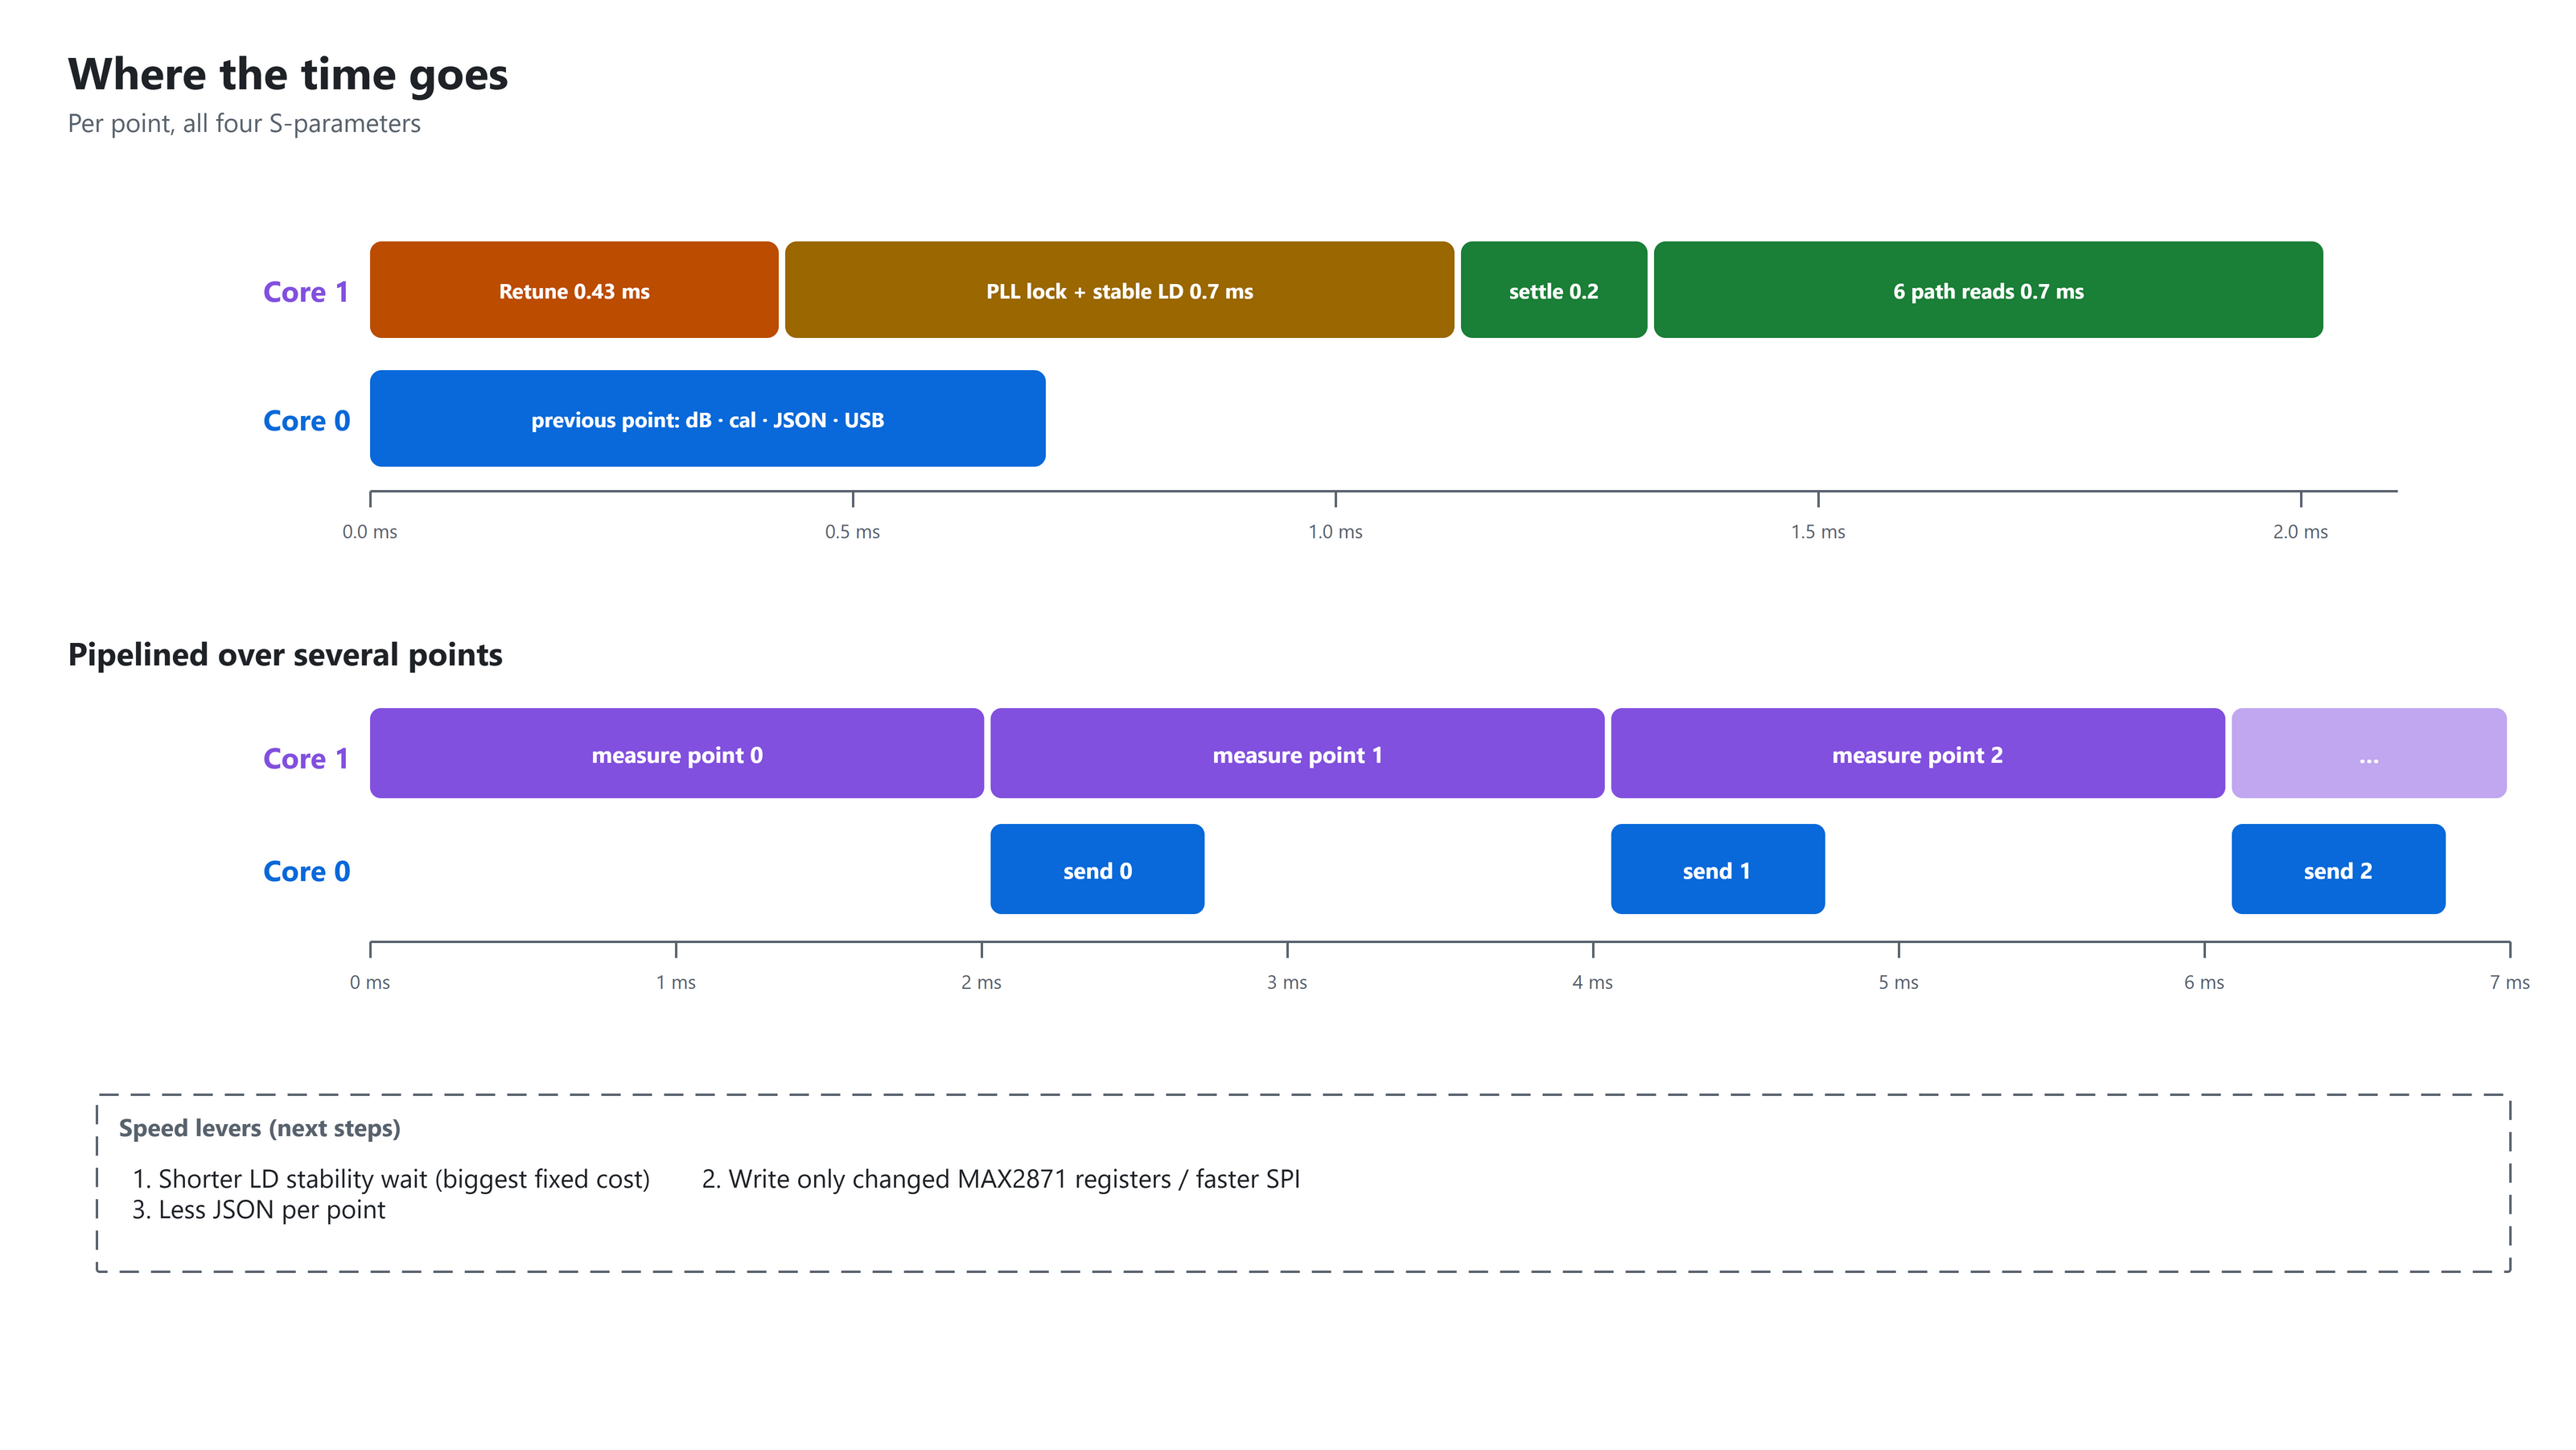 Where the time goes
Per point, all four S-parameters
Core 1
Retune 0.43 ms
PLL lock + stable LD 0.7 ms
settle 0.2
6 path reads 0.7 ms
Core 0
previous point: dB · cal · JSON · USB
0.0 ms
0.5 ms
1.0 ms
1.5 ms
2.0 ms
Pipelined over several points
Core 1
measure point 0
measure point 1
measure point 2
...
Core 0
send 0
send 1
send 2
0 ms
1 ms
2 ms
3 ms
4 ms
5 ms
6 ms
7 ms
Speed levers (next steps)
1. Shorter LD stability wait (biggest fixed cost)
2. Write only changed MAX2871 registers / faster SPI
3. Less JSON per point